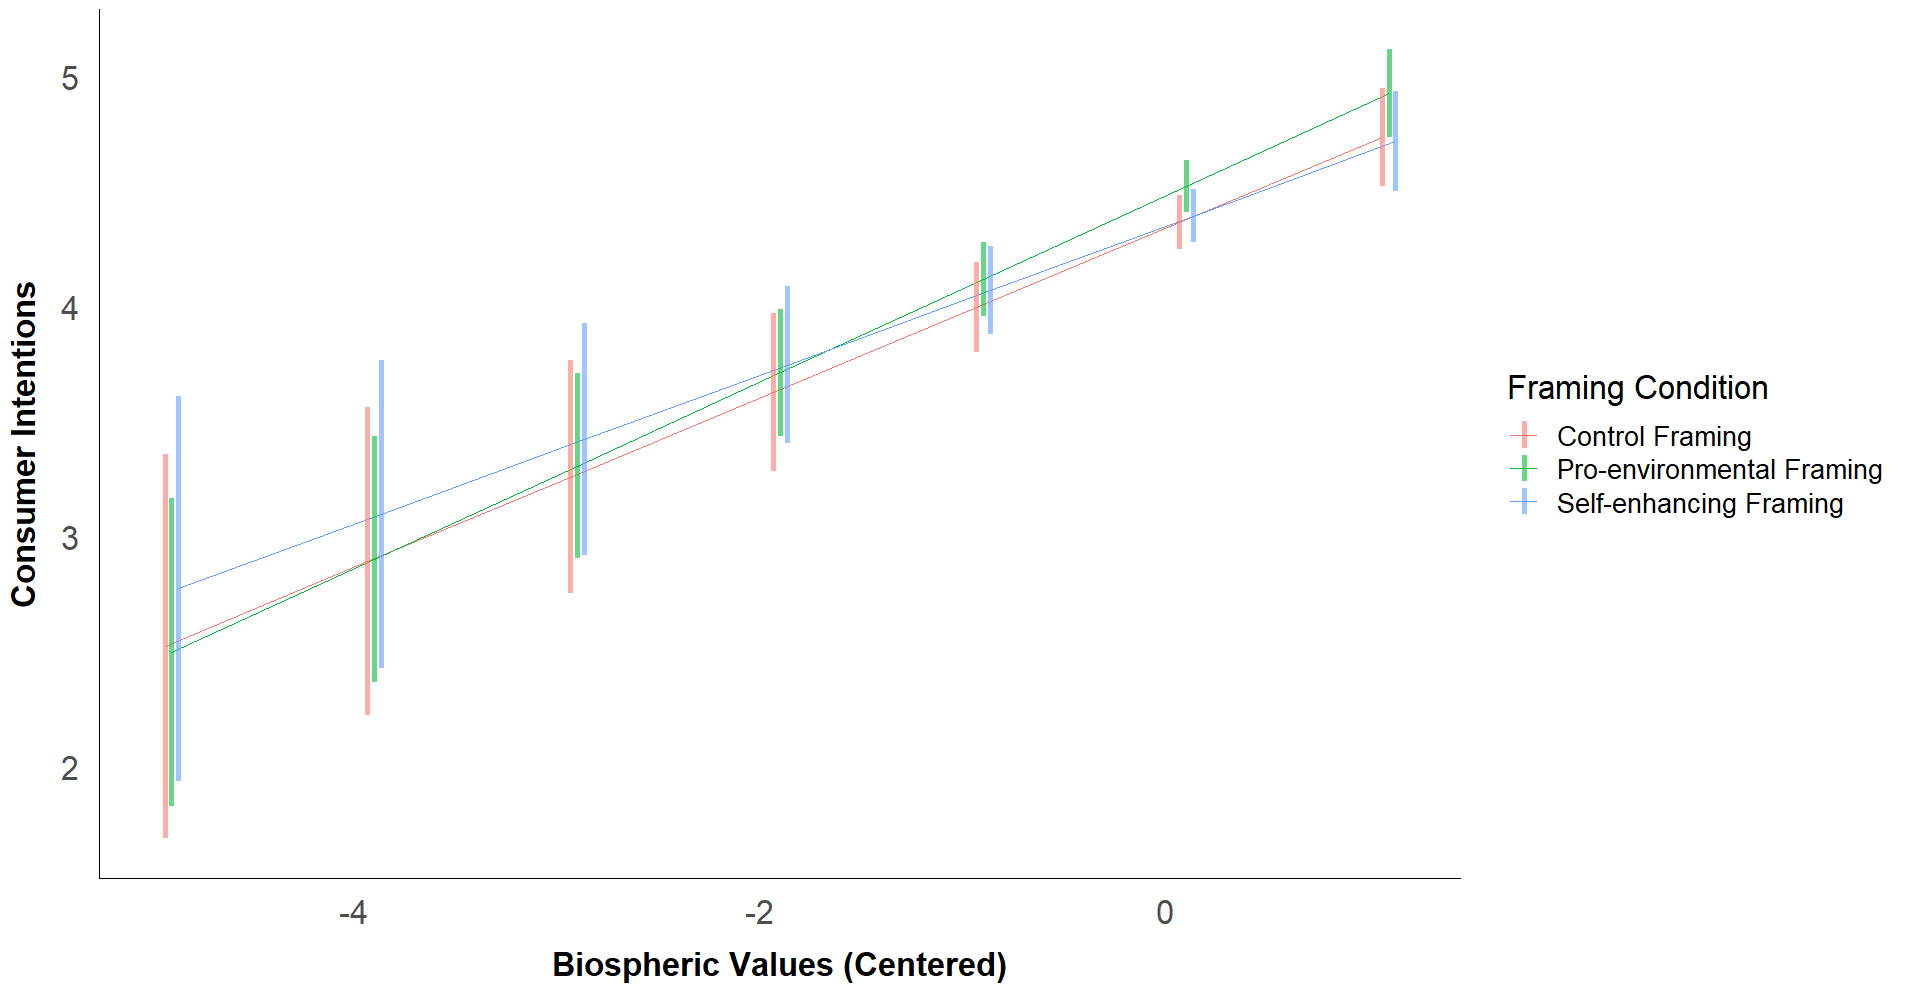 5
4
3
2
Consumer Intentions
-4
-2
0
Biospheric Values (Centered)
Framing Condition
Control Framing
Pro-environmental Framing
Self-enhancing Framing